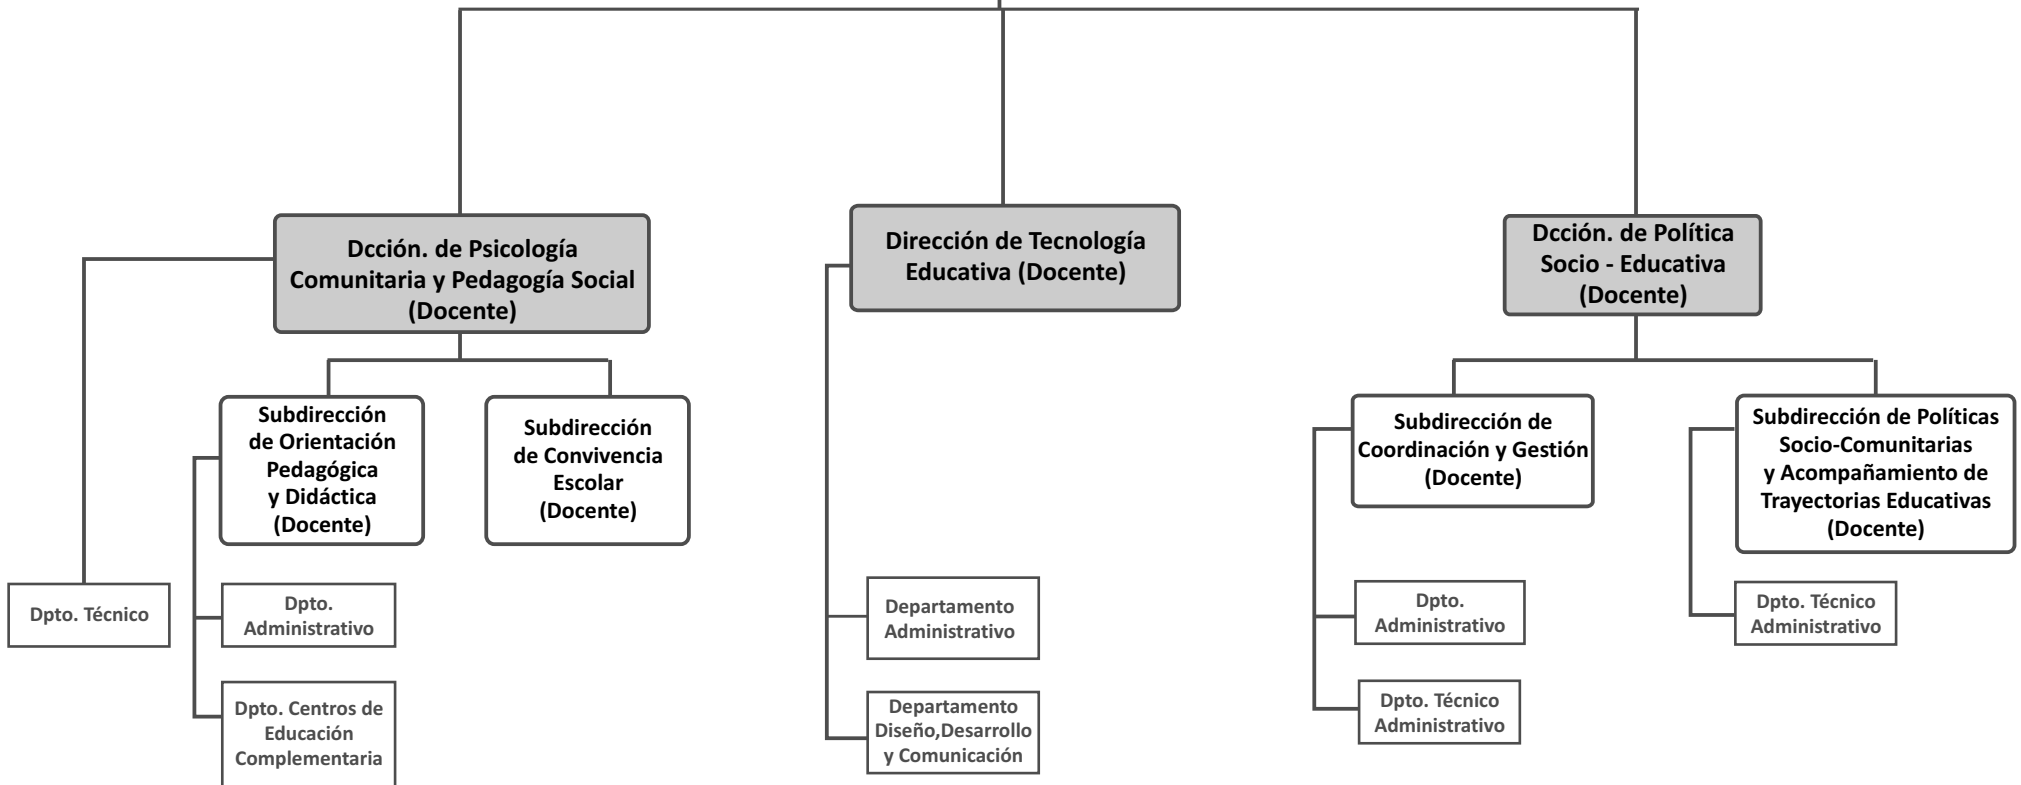 Dcción. de Psicología
Comunitaria y Pedagogía Social
(Docente)
Dirección de Tecnología
Educativa (Docente)
Dcción. de Política
Socio - Educativa
(Docente)
Subdirección
de Orientación
Pedagógica
y Didáctica
(Docente)
Subdirección
de Convivencia
Escolar
(Docente)
Subdirección de
Coordinación y Gestión
(Docente)
Subdirección de Políticas
Socio-Comunitarias
y Acompañamiento de
Trayectorias Educativas
(Docente)
Dpto. Técnico
Dpto.
Administrativo
Departamento
Administrativo
Dpto.
Administrativo
Dpto. Técnico
Administrativo
Dpto. Centros de
Educación
Complementaria
Departamento
Diseño,Desarrollo
y Comunicación
Dpto. Técnico
Administrativo